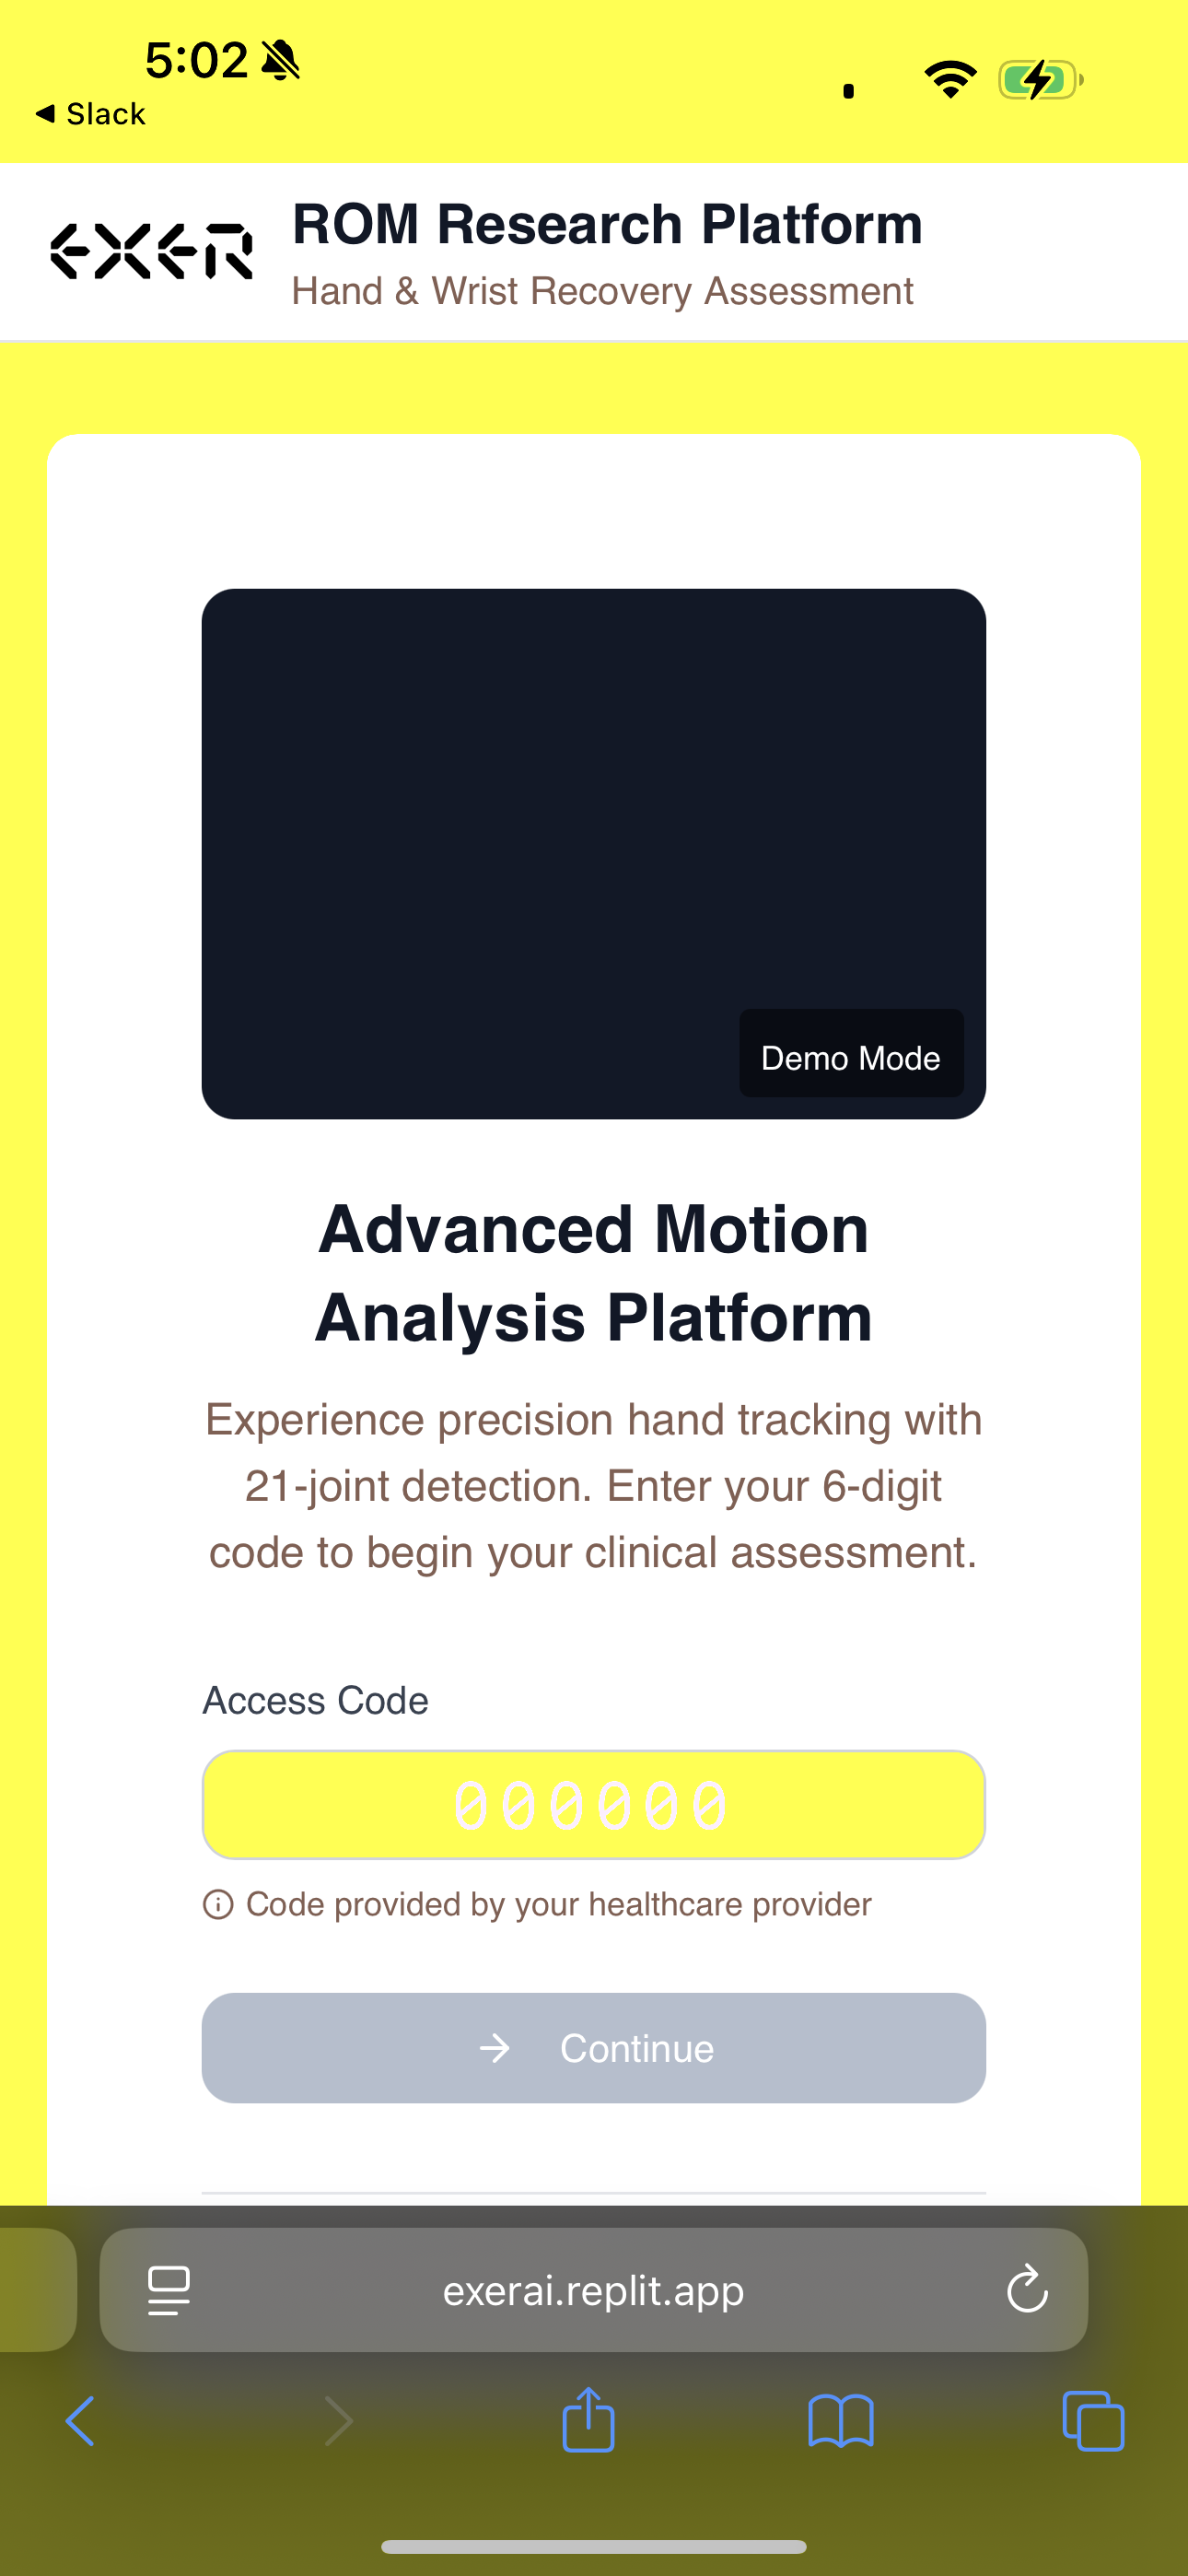 5:02
Slack
EXER
ROM Research Platform
Hand & Wrist Recovery Assessment
Demo Mode
Advanced Motion
Analysis Platform
Experience precision hand tracking with
21-joint detection. Enter your 6-digit
code to begin your clinical assessment.
Access Code
000000
Code provided by your healthcare provider
Continue
exerai.replit.app